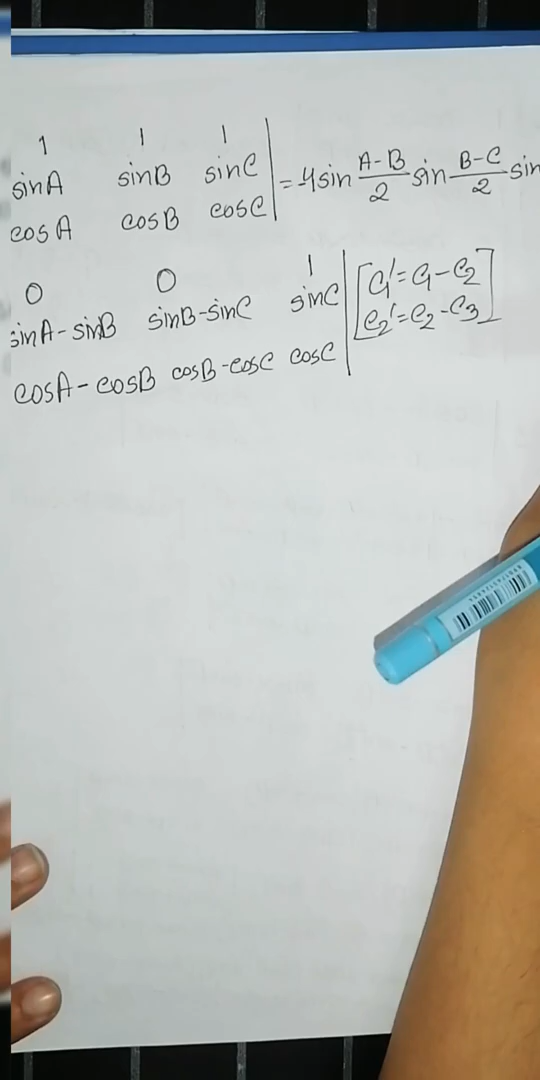 1 1 1
sinA sinB sinC
cosA cosB cosC
= 4sin A-B/2 sin B-C/2 sin
0 0 1
sinA-sinB sinB-sinC sinC
cosA-cosB cosB-cosC cosC
[C₁'=C₁-C₂
C₂'=C₂-C₃]